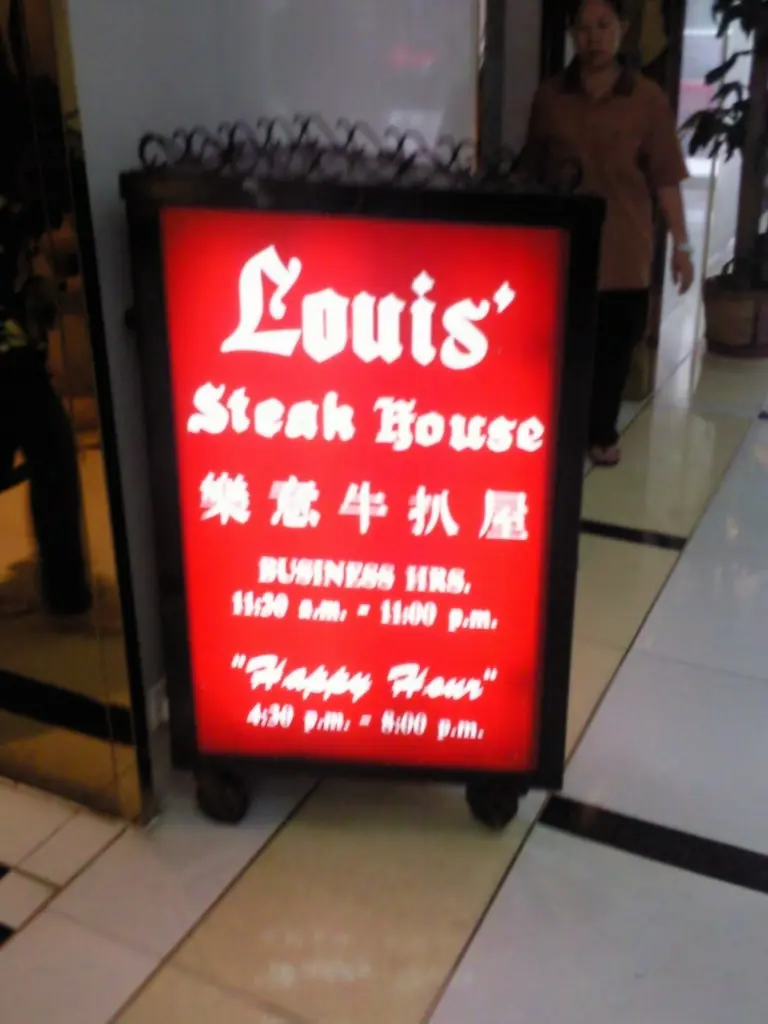 Louis'
Steak House
樂意牛扒屋
BUSINESS HRS.
11:30 a.m. - 11:00 p.m.
"Happy Hour"
4:30 p.m. - 8:00 p.m.